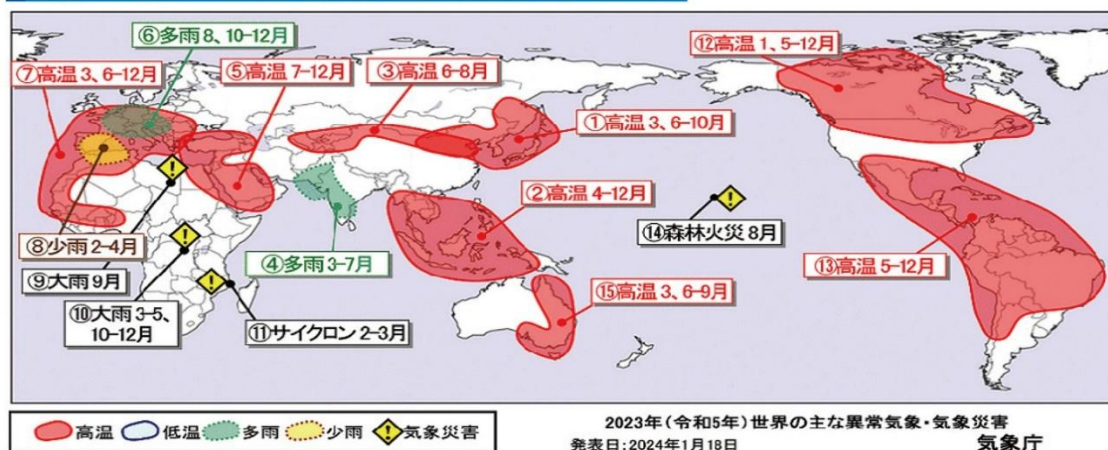 ⑥多雨 8、10-12月
⑫高温 1、5-12月
⑦高温 3、6-12月
⑤高温 7-12月
③高温 6-8月
①高温 3、6-10月
②高温 4-12月
⑭森林火災 8月
⑧少雨 2-4月
④多雨 3-7月
⑬高温 5-12月
⑨大雨 9月
⑮高温 3、6-9月
⑩大雨 3-5、
10-12月
⑪サイクロン 2-3月
高温 低温 多雨 少雨 気象災害
2023年(令和5年)世界の主な異常気象・気象災害
発表日:2024年1月18日 気象庁